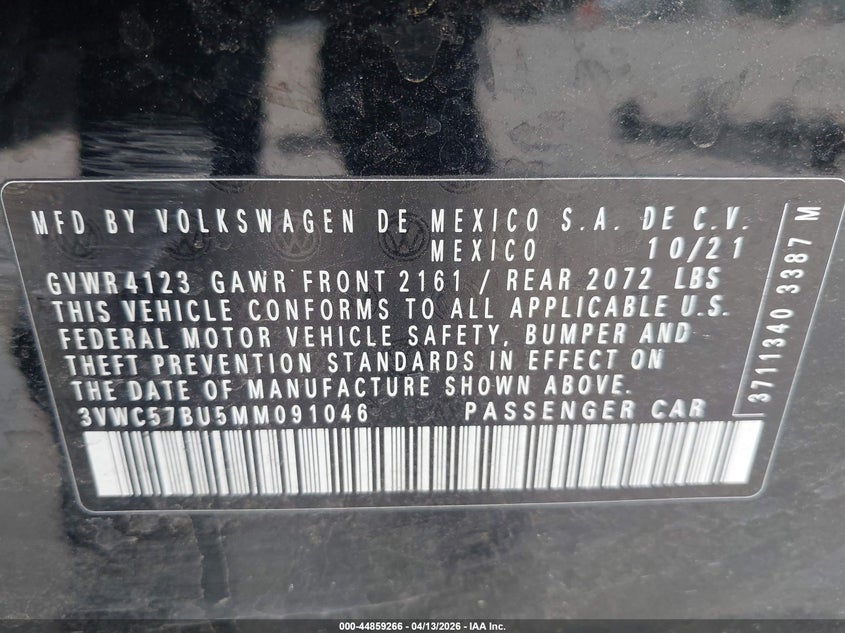 MFD BY VOLKSWAGEN DE MEXICO S.A. DE C.V.
MEXICO 10/21
GVWR 4123 GAWR FRONT 2161 / REAR 2072 LBS
THIS VEHICLE CONFORMS TO ALL APPLICABLE U.S.
FEDERAL MOTOR VEHICLE SAFETY, BUMPER AND
THEFT PREVENTION STANDARDS IN EFFECT ON
THE DATE OF MANUFACTURE SHOWN ABOVE.
3VWC57BU5MM091046 PASSENGER CAR
3711340 3387 M
000-44859266 - 04/13/2026 - IAA Inc.